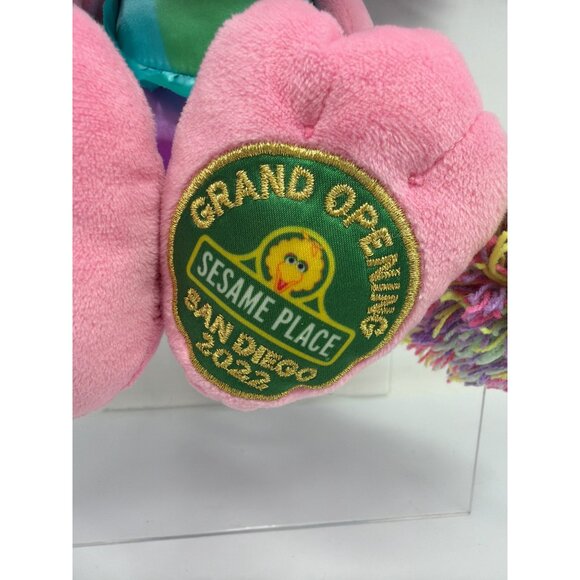 GRAND OPENING
SESAME PLACE
SAN DIEGO
2022